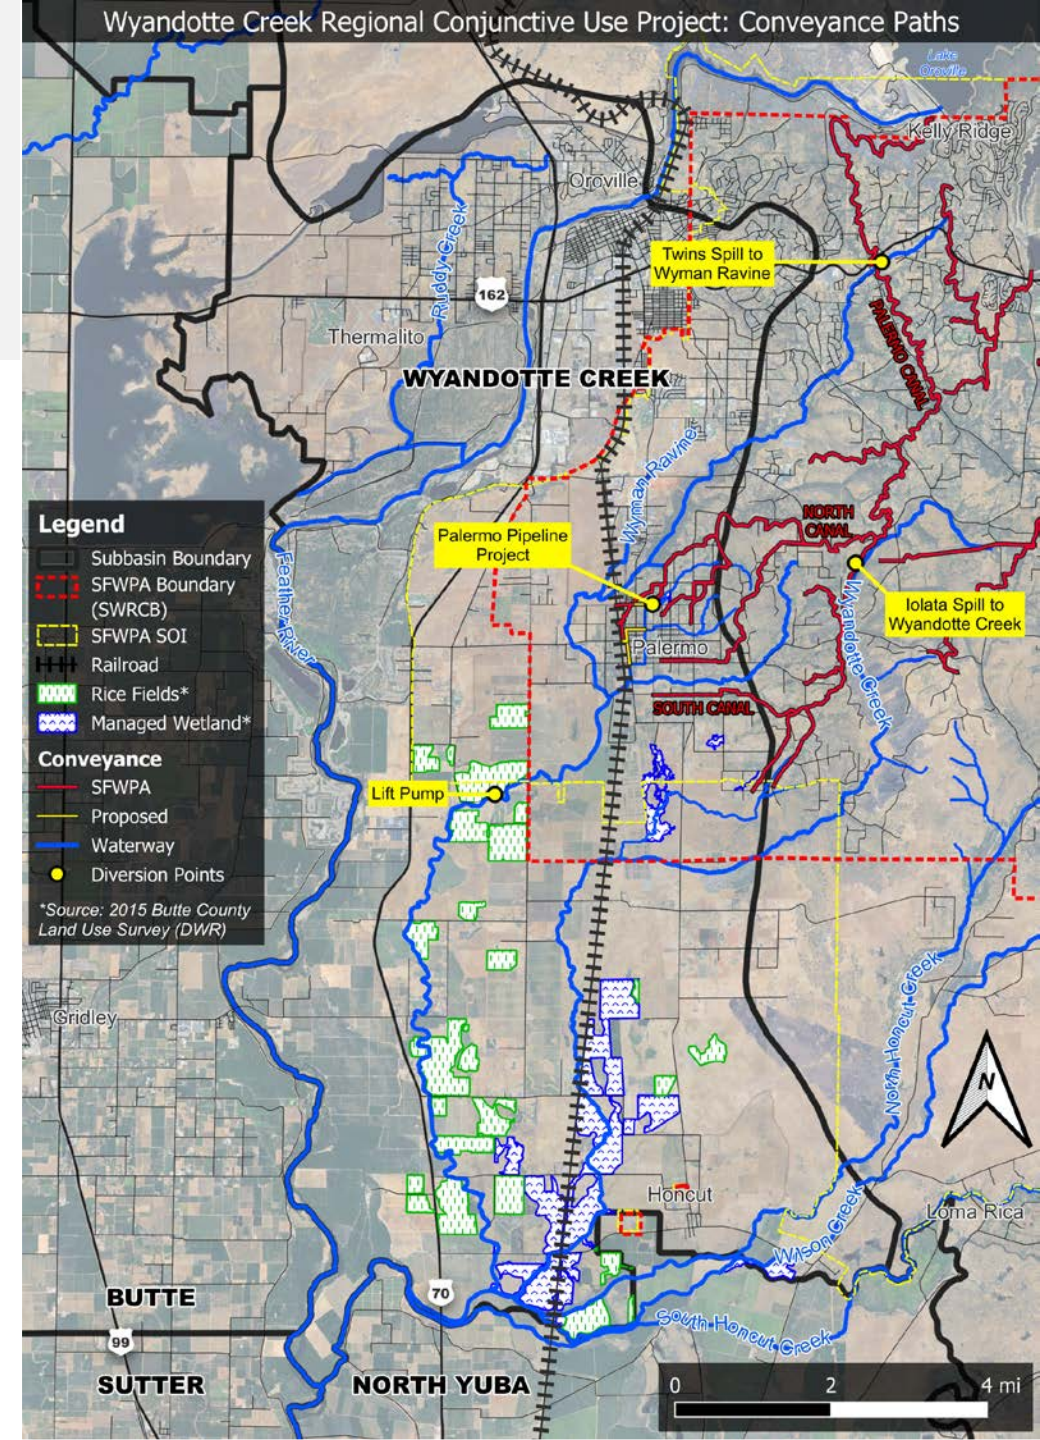 Wyandotte Creek Regional Conjunctive Use Project: Conveyance Paths
Lake
Oroville
Kelly Ridge
Oroville
Twins Spill to
Wyman Ravine
Ruddy Creek
162
Thermalito
PALERMO CANAL
WYANDOTTE CREEK
Wyman Ravine
NORTH
CANAL
Palermo Pipeline
Project
Iolata Spill to
Wyandotte Creek
Palermo
Wyandotte Creek
SOUTH CANAL
Feather River
Lift Pump
Legend
Subbasin Boundary
SFWPA Boundary
(SWRCB)
SFWPA SOI
Railroad
Rice Fields*
Managed Wetland*
Conveyance
SFWPA
Proposed
Waterway
Diversion Points
*Source: 2015 Butte County
Land Use Survey (DWR)
Gridley
North Honcut Creek
N
Honcut
Loma Rica
Wilson Creek
South Honcut Creek
BUTTE
70
99
SUTTER
NORTH YUBA
0 2 4 mi